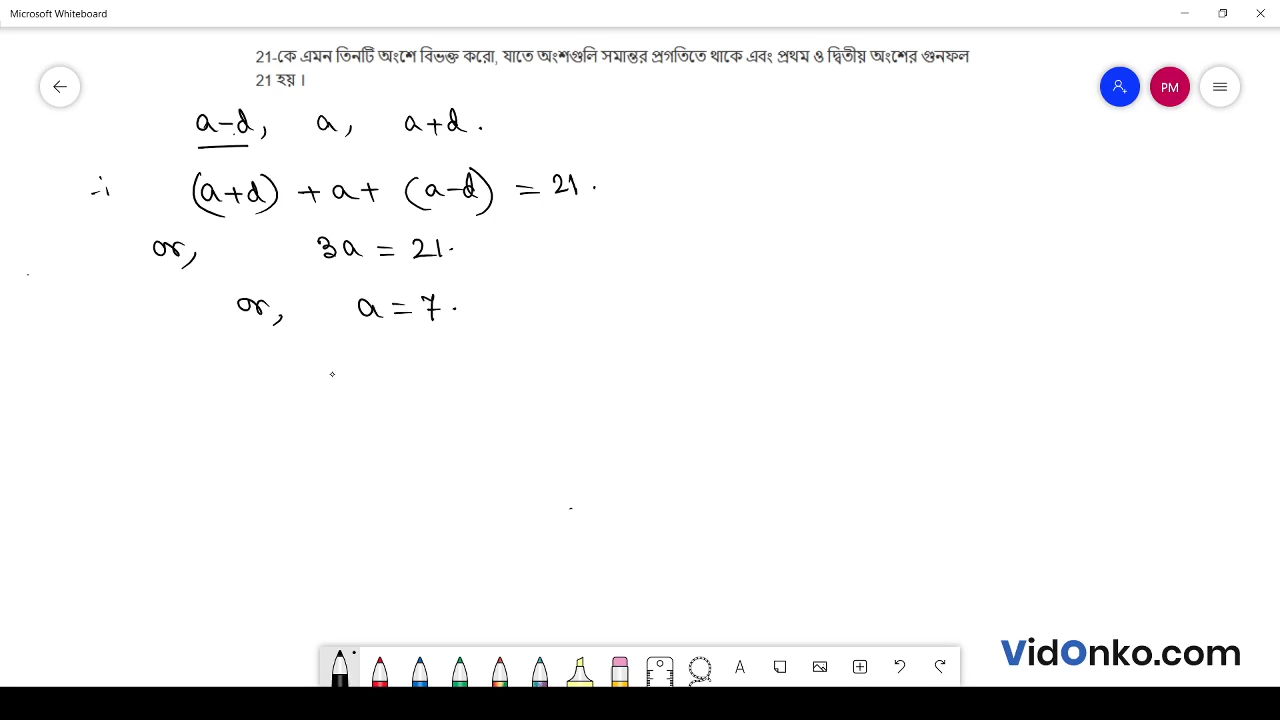 Microsoft Whiteboard
21-কে এমন তিনটি অংশে বিভক্ত করো, যাতে অংশগুলি সমান্তর প্রগতিতে থাকে এবং প্রথম ও দ্বিতীয় অংশের গুনফল
21 হয় ।
PM
a-d, a, a+d.
∴ (a+d) + a + (a-d) = 21.
or, 3a = 21.
or, a = 7.
VidOnko.com
A